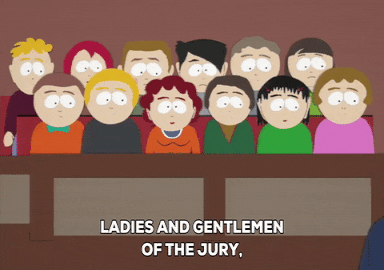 LADIES AND GENTLEMEN
OF THE JURY,